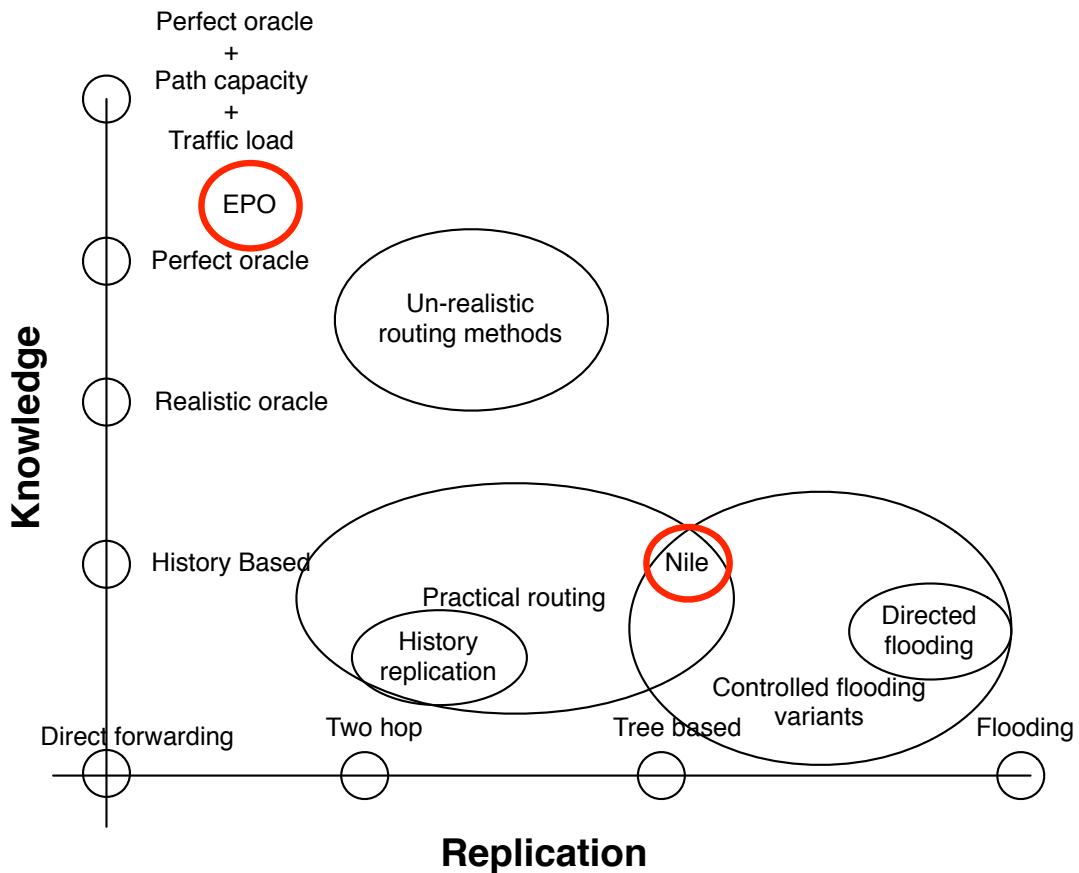 Perfect oracle
+
Path capacity
+
Traffic load
EPO
Perfect oracle
Un-realistic
routing methods
Realistic oracle
Knowledge
History Based
Nile
Practical routing
History
replication
Directed
flooding
Controlled flooding
variants
Direct forwarding
Two hop
Tree based
Flooding
Replication